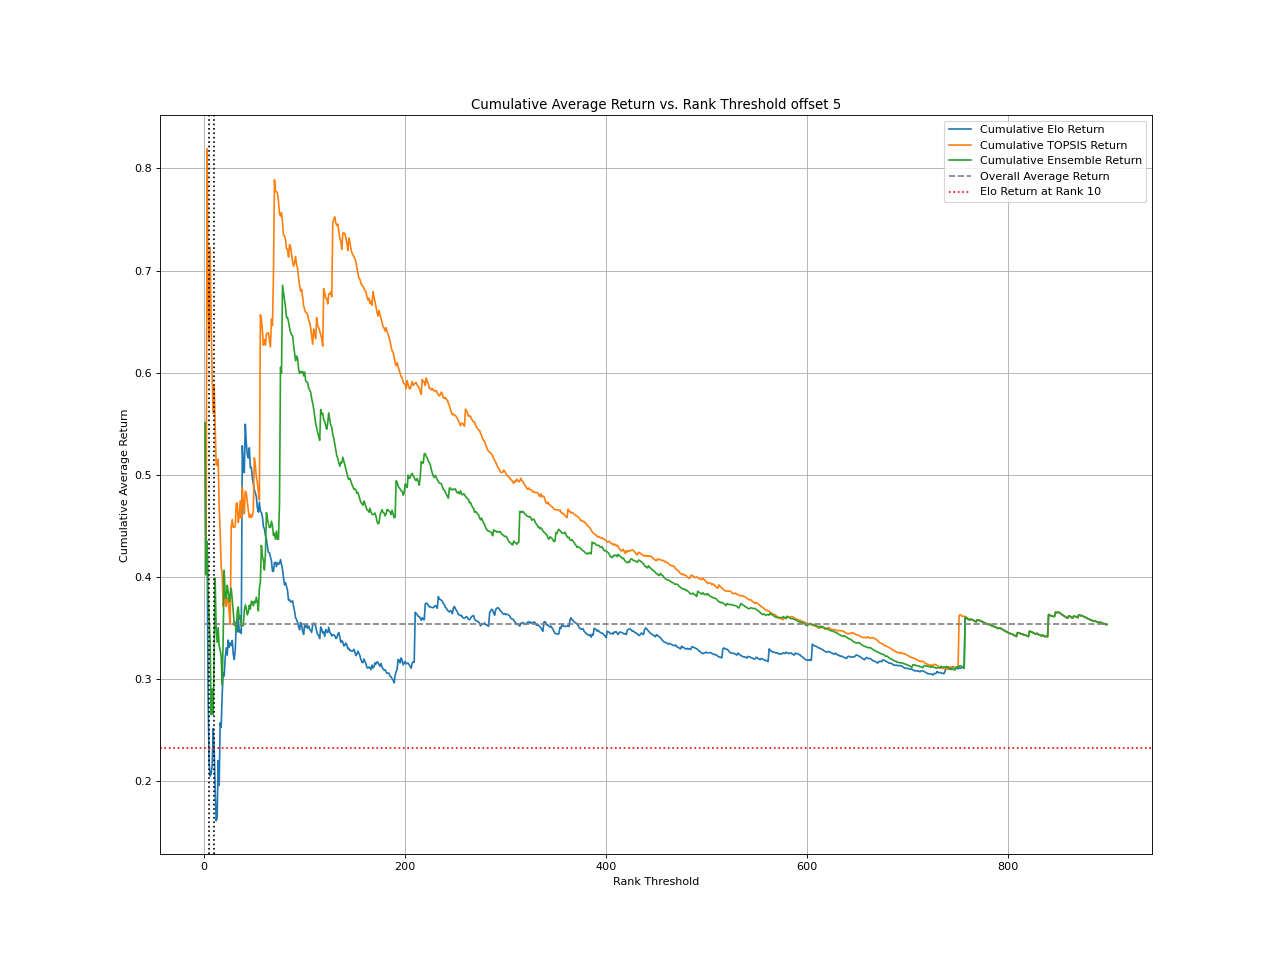 Cumulative Average Return vs. Rank Threshold offset 5
Cumulative Elo Return
Cumulative TOPSIS Return
Cumulative Ensemble Return
Overall Average Return
Elo Return at Rank 10
Cumulative Average Return
0.8
0.7
0.6
0.5
0.4
0.3
0.2
0 200 400 600 800
Rank Threshold